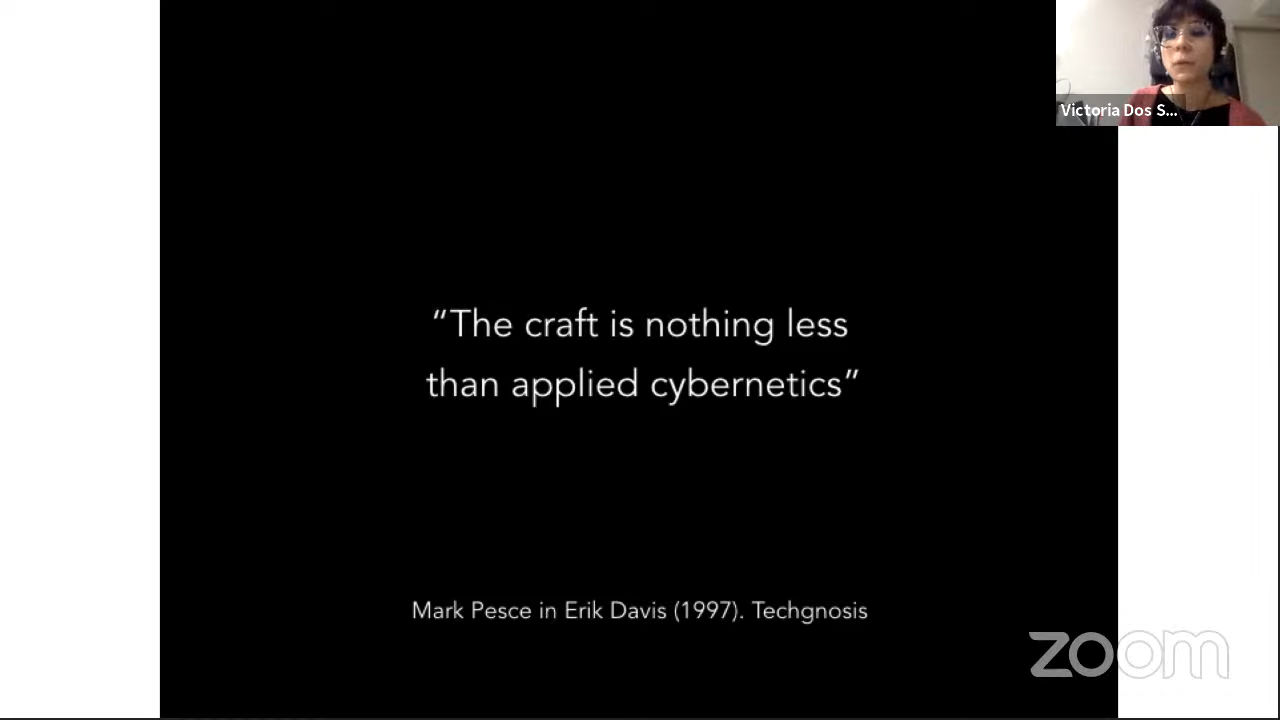 Victoria Dos S...
“The craft is nothing less
than applied cybernetics”
Mark Pesce in Erik Davis (1997). Techgnosis
zoom